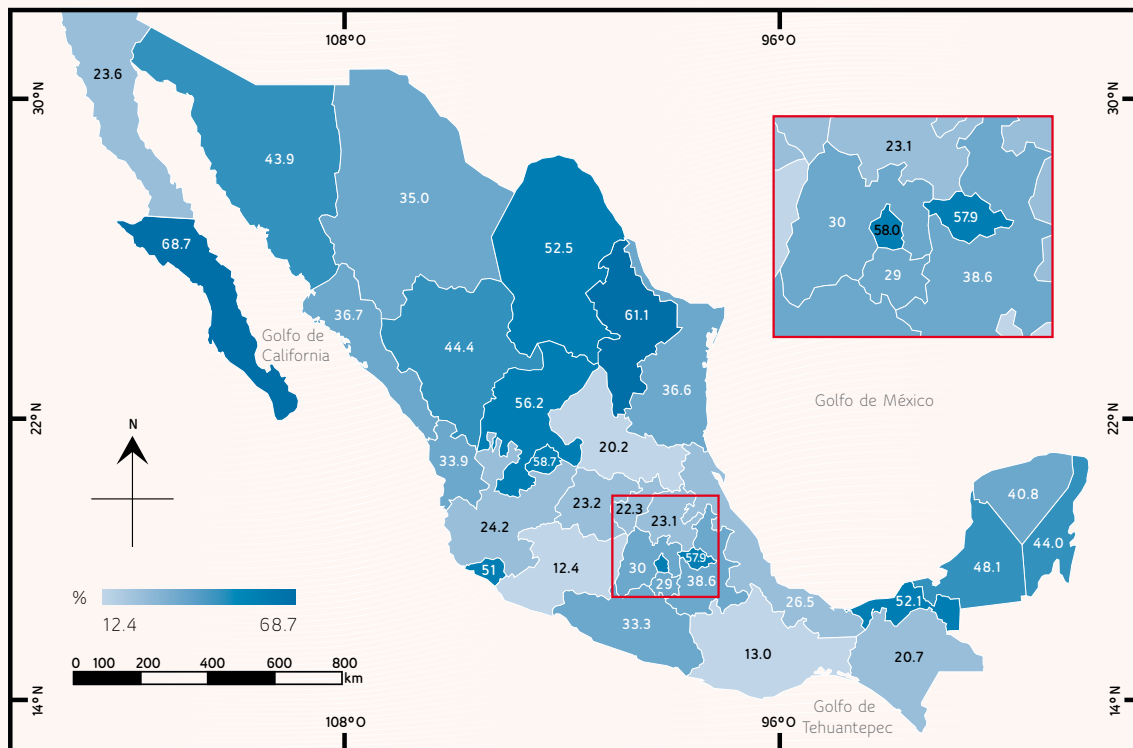 108°O
96°O
30°N
30°N
23.6
43.9
35.0
23.1
30
58.0
57.9
29
38.6
52.5
68.7
36.7
61.1
Golfo de
California
44.4
36.6
56.2
Golfo de México
22°N
22°N
N
20.2
33.9
58.7
40.8
23.2
22.3
23.1
24.2
44.0
48.1
12.4
30
57.9
51
29
38.6
26.5
52.1
%
12.4
68.7
33.3
13.0
20.7
0 100 200 400 600 800
km
14°N
14°N
Golfo de
Tehuantepec
108°O
96°O